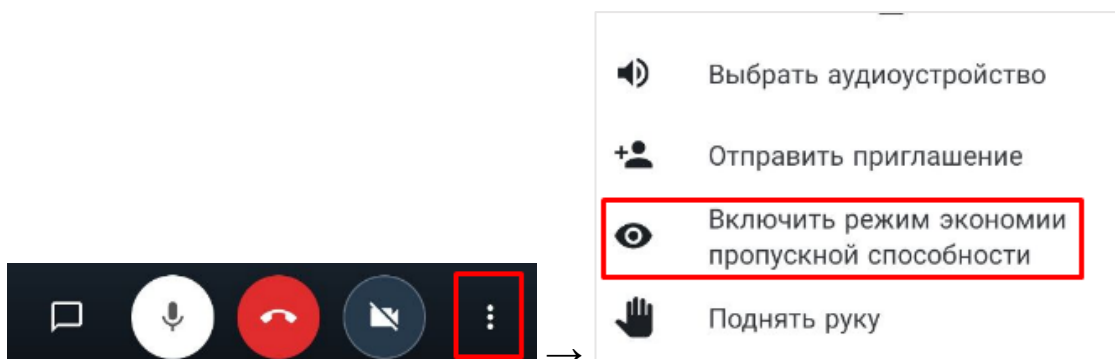 Выбрать аудиоустройство
Отправить приглашение
Включить режим экономии
пропускной способности
Поднять руку